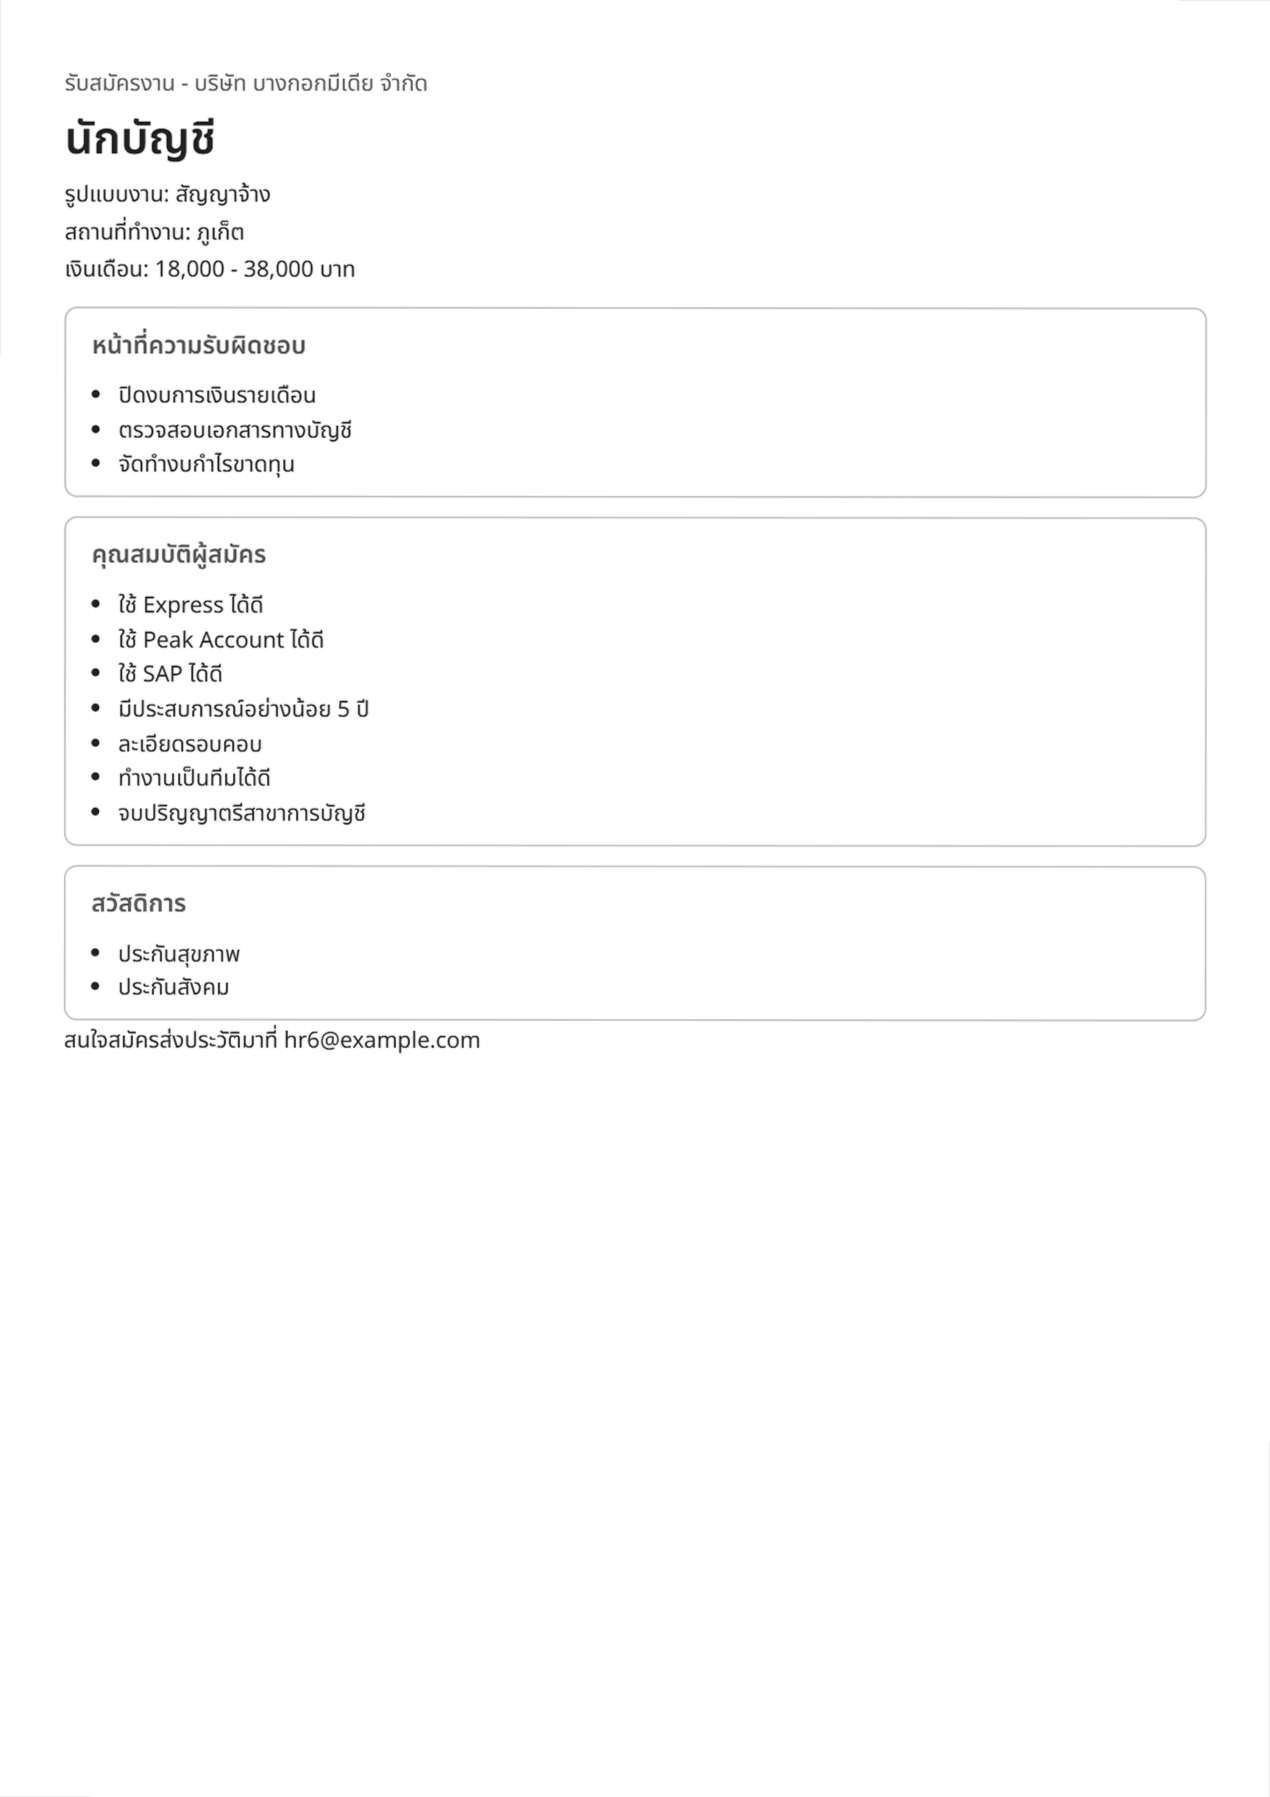 รับสมัครงาน - บริษัท บางกอกมีเดีย จำกัด
นักบัญชี
รูปแบบงาน: สัญญาจ้าง
สถานที่ทำงาน: ภูเก็ต
เงินเดือน: 18,000 - 38,000 บาท
หน้าที่ความรับผิดชอบ
• ปิดงบการเงินรายเดือน
• ตรวจสอบเอกสารทางบัญชี
• จัดทำงบกำไรขาดทุน
คุณสมบัติผู้สมัคร
• ใช้ Express ได้ดี
• ใช้ Peak Account ได้ดี
• ใช้ SAP ได้ดี
• มีประสบการณ์อย่างน้อย 5 ปี
• ละเอียดรอบคอบ
• ทำงานเป็นทีมได้ดี
• จบปริญญาตรีสาขาการบัญชี
สวัสดิการ
• ประกันสุขภาพ
• ประกันสังคม
สนใจสมัครส่งประวัติมาที่ hr6@example.com